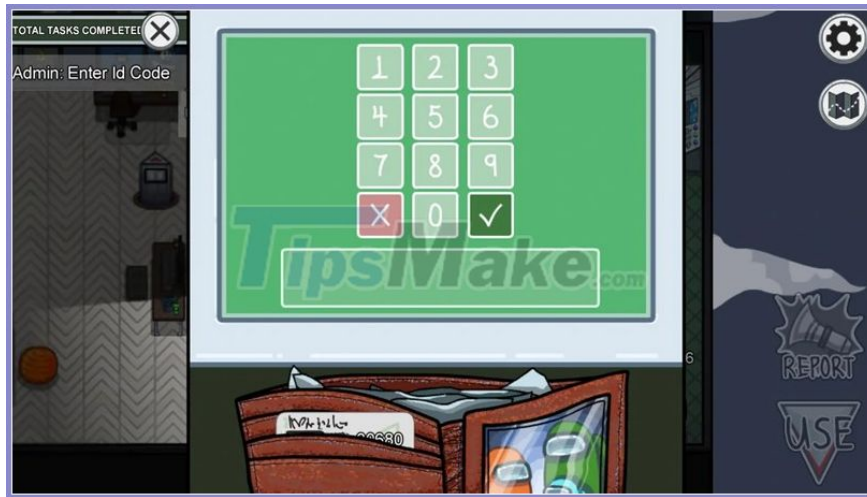 TOTAL TASKS COMPLETED
Admin: Enter Id Code
1 2 3
4 5 6
7 8 9
X 0 ✓
TipsMake.com
6
REPORT
USE